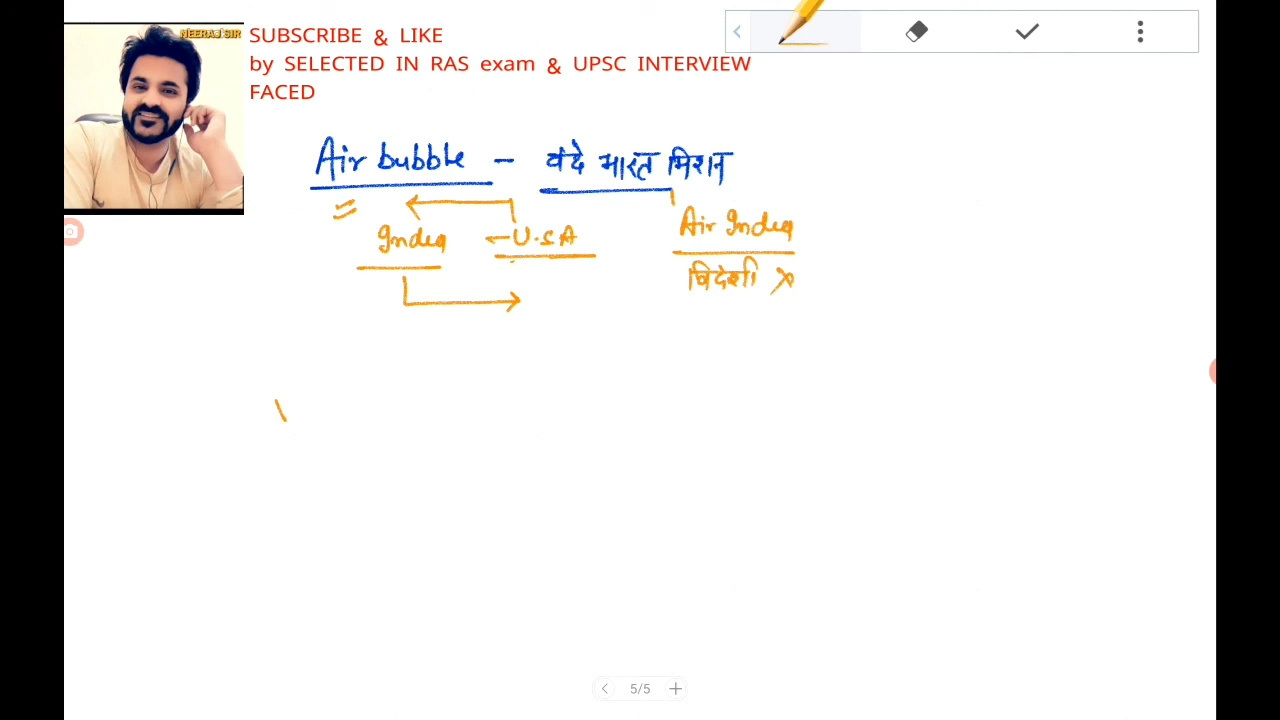 NEERAJ SIR
SUBSCRIBE & LIKE
by SELECTED IN RAS exam & UPSC INTERVIEW
FACED
Air bubble - वंदे भारत मिशन
India ← U.S.A
Air India
विदेशी ×
5/5